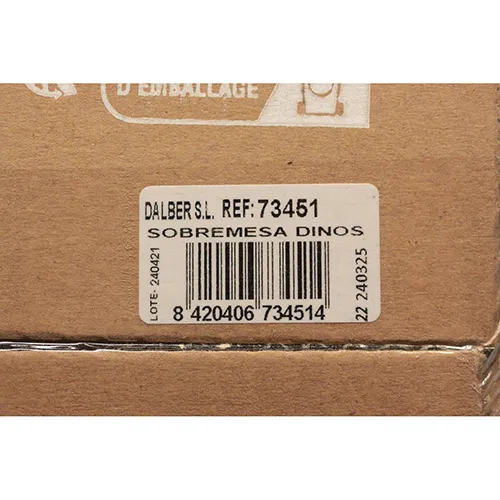 D'EMBALLAGE
DALBER S.L. REF: 73451
SOBREMESA DINOS
LOTE- 240421
8 420406 734514
22 240325